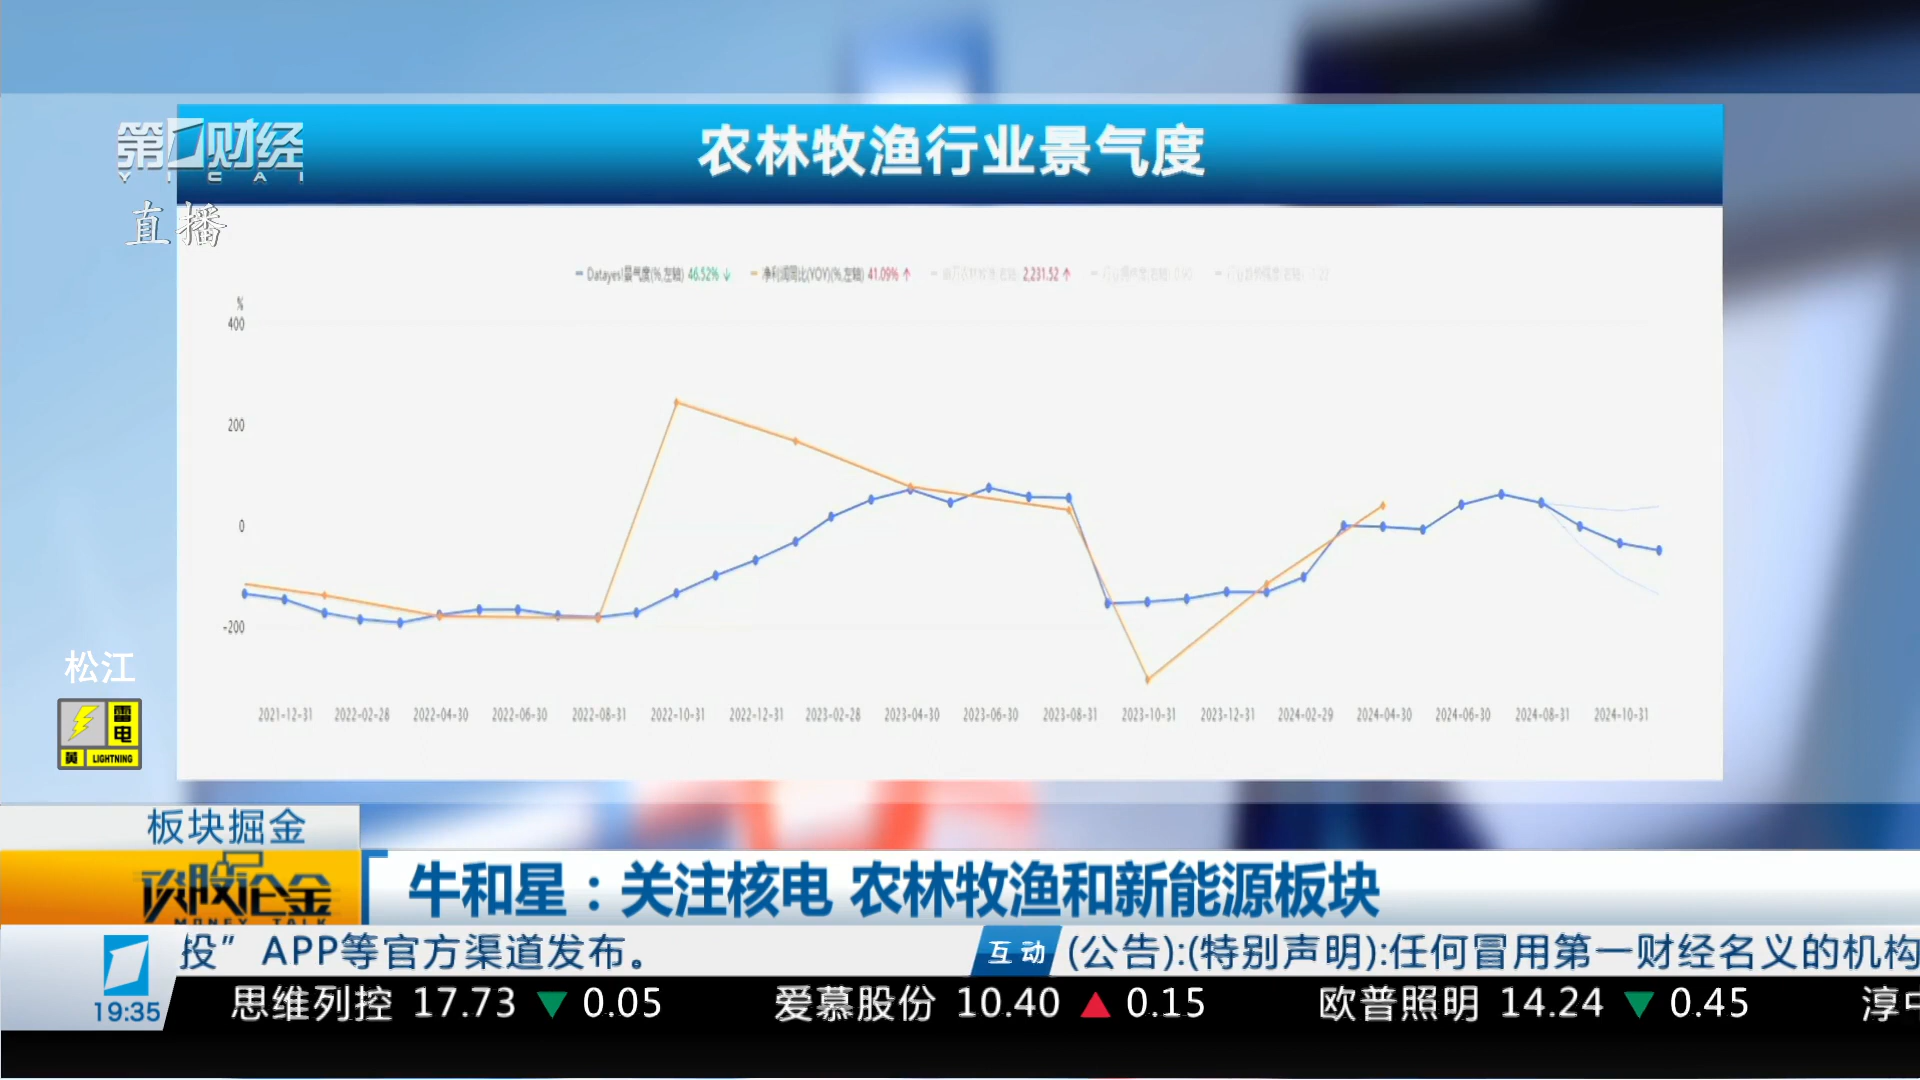 农林牧渔行业景气度
第一财经
YICAI
直播
Datayes!景气度(%,左轴) 46.52% ↓ 净利润同比(YOY)(%,左轴) 41.09% ↑ 2,231.52 ↑
%
400
200
0
-200
2021-12-31 2022-02-28 2022-04-30 2022-06-30 2022-08-31 2022-10-31 2022-12-31 2023-02-28 2023-04-30 2023-06-30 2023-08-31 2023-10-31 2023-12-31 2024-02-29 2024-04-30 2024-06-30 2024-08-31 2024-10-31
松江
雷电
黄 LIGHTNING
板块掘金
谈股论金
MONEY TALK
牛和星：关注核电 农林牧渔和新能源板块
投” APP等官方渠道发布。 互动 (公告):(特别声明):任何冒用第一财经名义的机构
19:35
思维列控 17.73 ▼ 0.05 爱慕股份 10.40 ▲ 0.15 欧普照明 14.24 ▼ 0.45 淳中